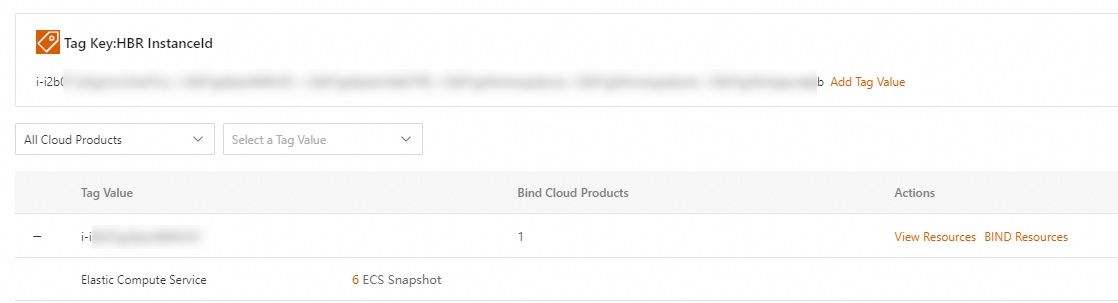 Tag Key:HBR InstanceId
i-i2b b Add Tag Value
All Cloud Products Select a Tag Value
Tag Value Bind Cloud Products Actions
– i-i 1 View Resources BIND Resources
Elastic Compute Service 6 ECS Snapshot